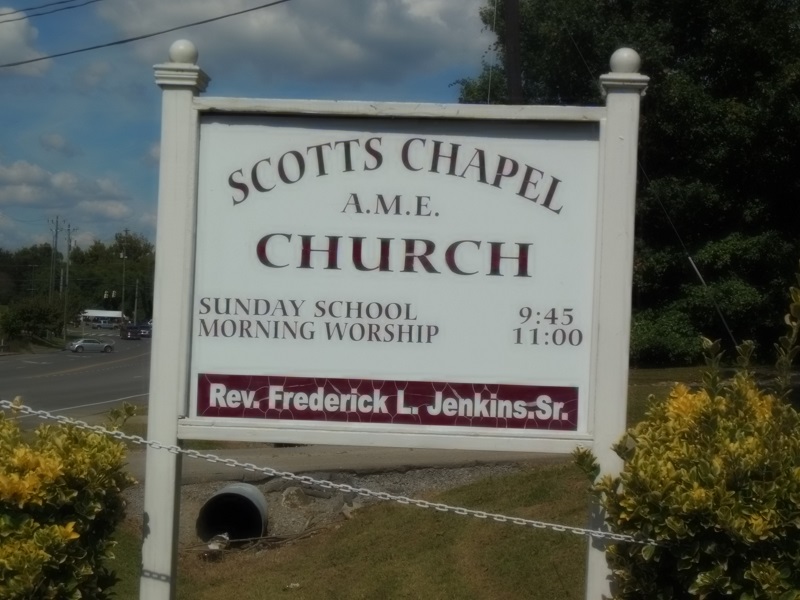 SCOTTS CHAPEL
A.M.E.
CHURCH
SUNDAY SCHOOL 9:45
MORNING WORSHIP 11:00
Rev. Frederick L. Jenkins.Sr.